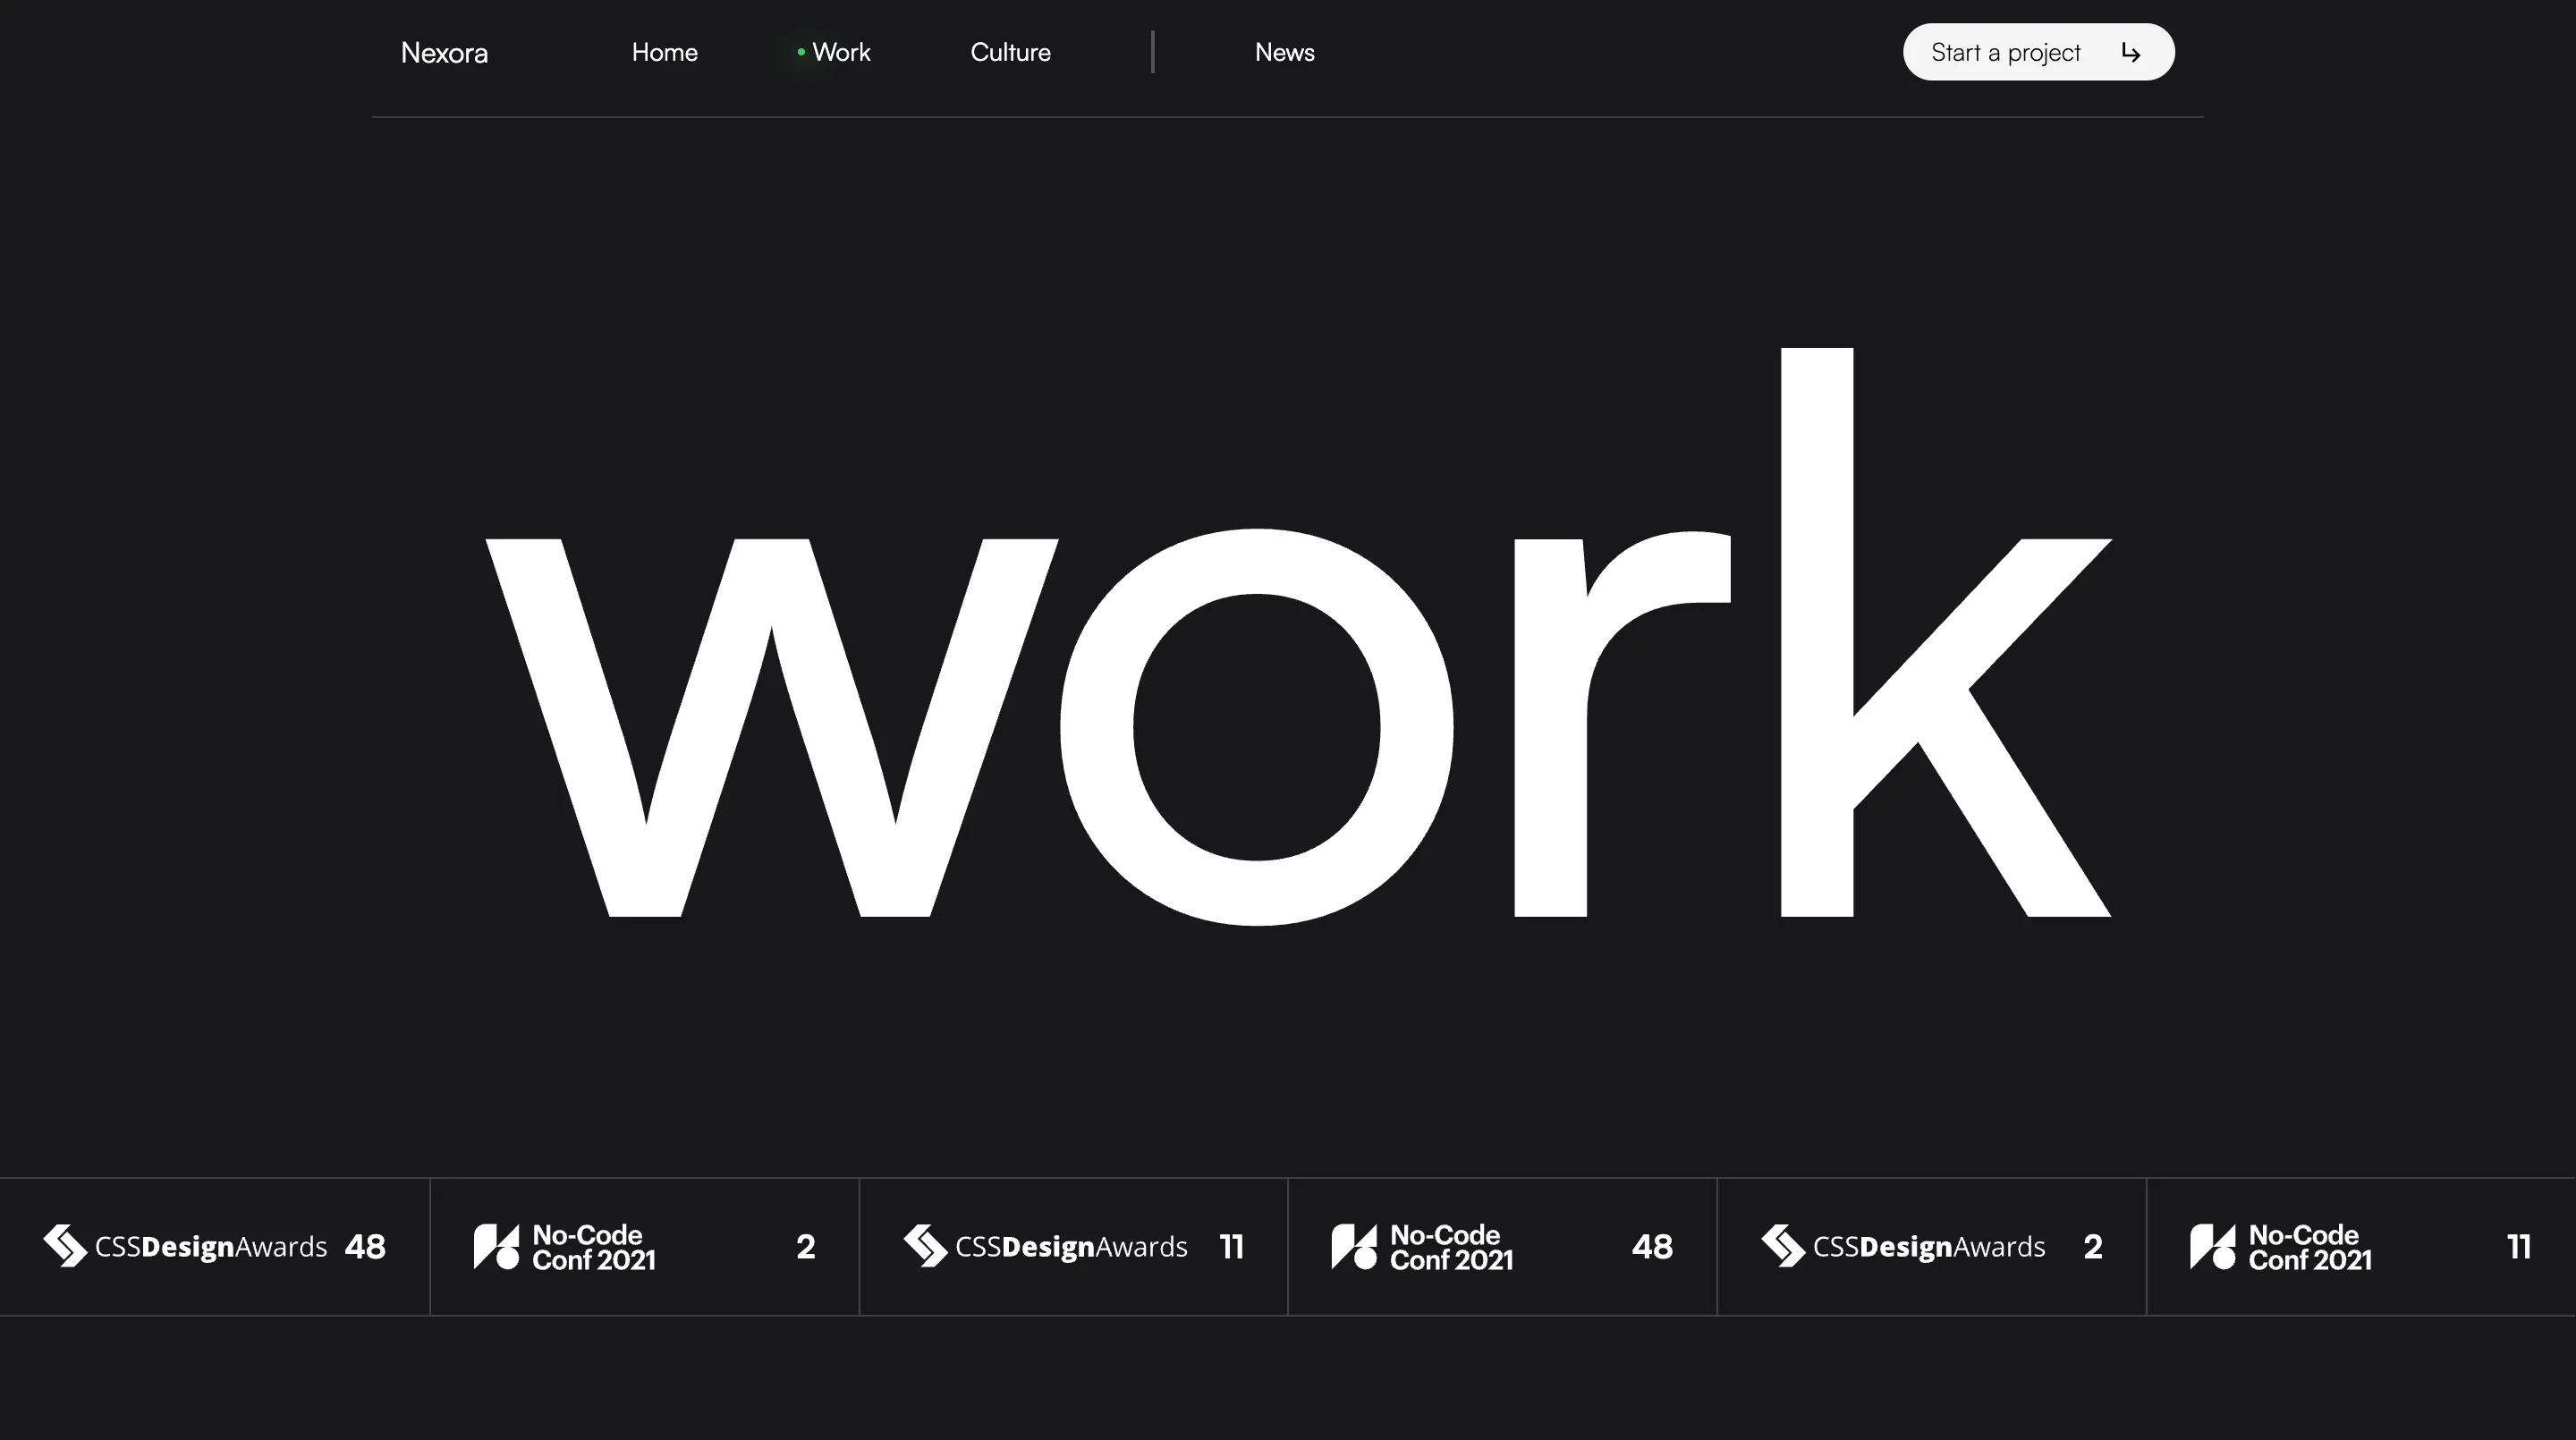 Nexora Home Work Culture News Start a project
work
CSSDesignAwards 48
No-Code
Conf 2021
2
CSSDesignAwards 11
No-Code
Conf 2021
48
CSSDesignAwards 2
No-Code
Conf 2021
11